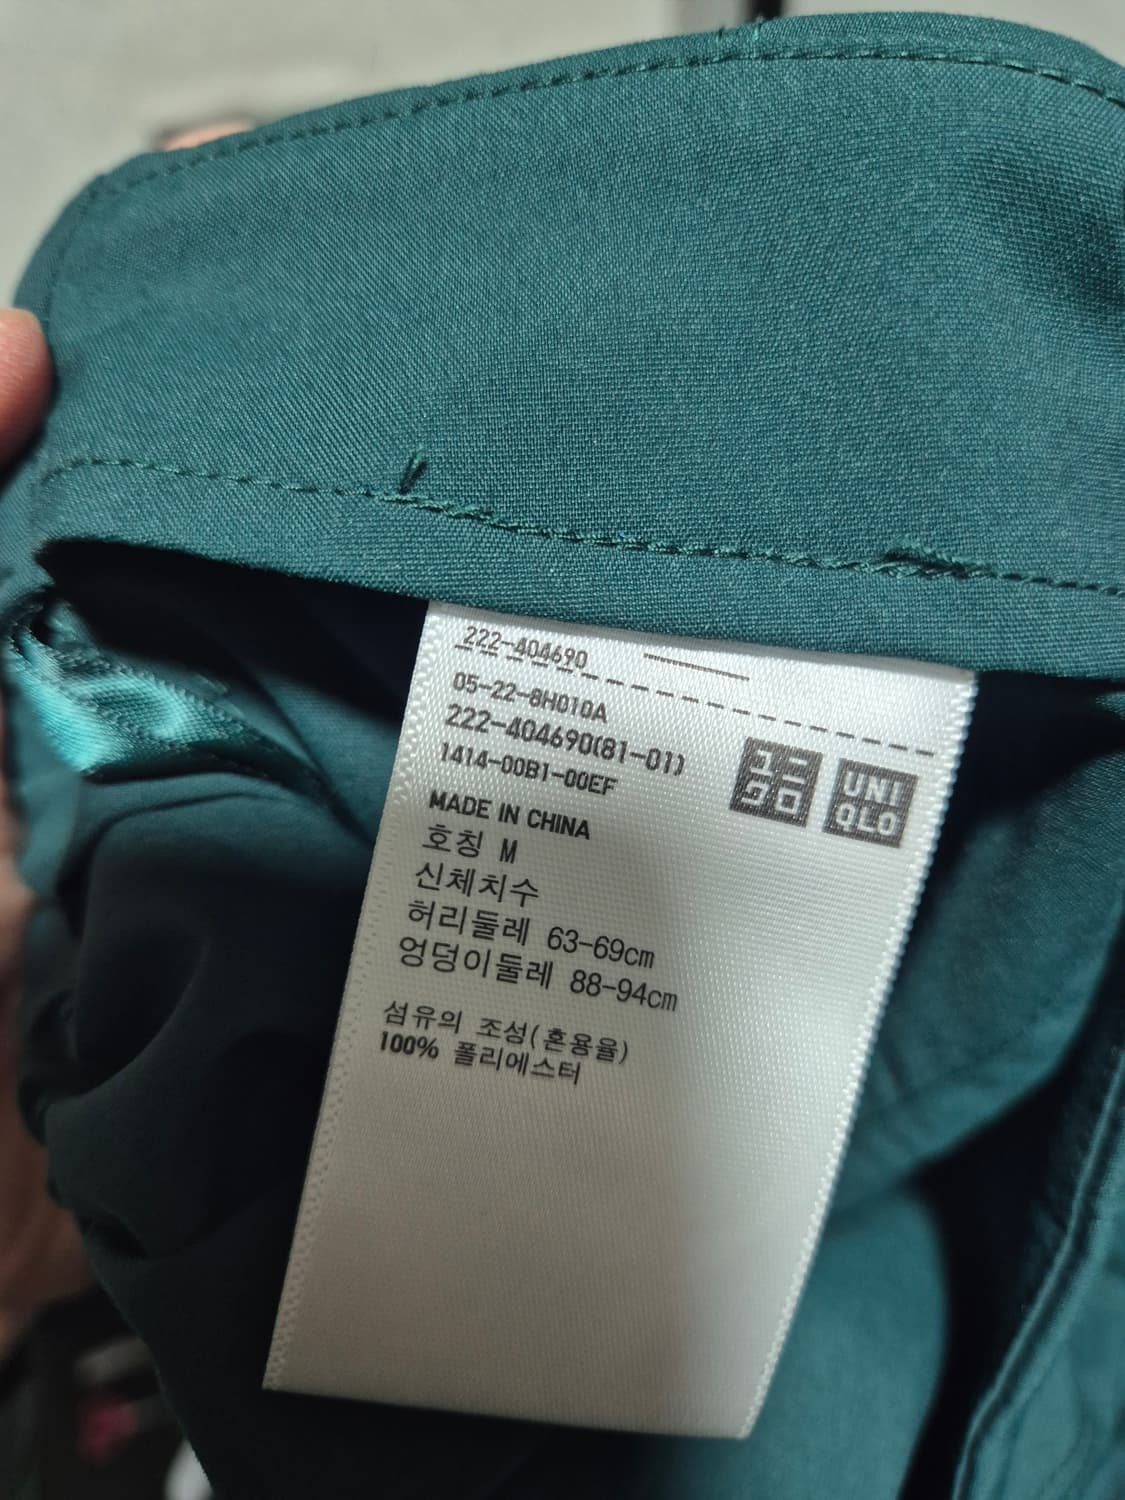 222-404690
05-22-8H010A
222-404690(81-01)
1414-00B1-00EF
ユニ
クロ
UNI
QLO
MADE IN CHINA
호칭 M
신체치수
허리둘레 63-69cm
엉덩이둘레 88-94cm
섬유의 조성(혼용율)
100% 폴리에스터